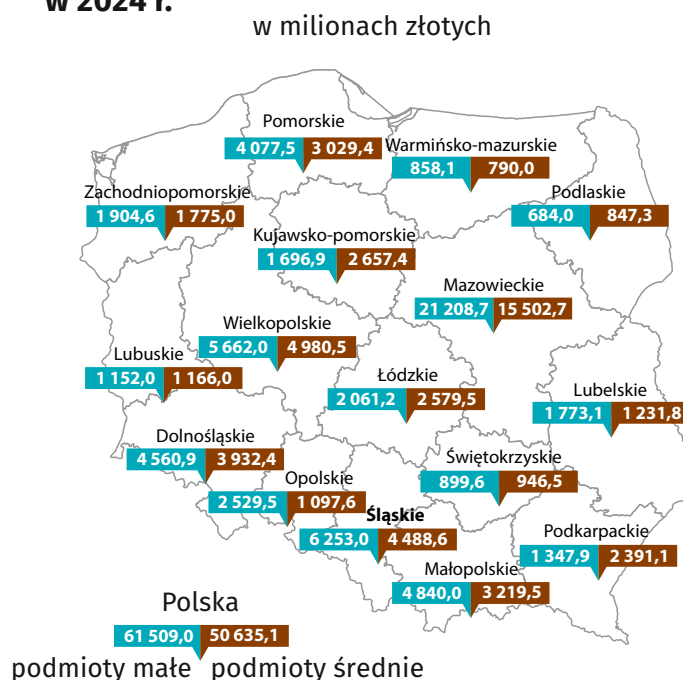 w 2024 r.
w milionach złotych
Pomorskie
4 077,5 3 029,4
Warmińsko-mazurskie
858,1 790,0
Zachodniopomorskie
1 904,6 1 775,0
Podlaskie
684,0 847,3
Kujawsko-pomorskie
1 696,9 2 657,4
Mazowieckie
21 208,7 15 502,7
Wielkopolskie
5 662,0 4 980,5
Lubuskie
1 152,0 1 166,0
Łódzkie
2 061,2 2 579,5
Lubelskie
1 773,1 1 231,8
Dolnośląskie
4 560,9 3 932,4
Świętokrzyskie
899,6 946,5
Opolskie
2 529,5 1 097,6
Śląskie
6 253,0 4 488,6
Podkarpackie
1 347,9 2 391,1
Małopolskie
4 840,0 3 219,5
Polska
61 509,0 50 635,1
podmioty małe podmioty średnie